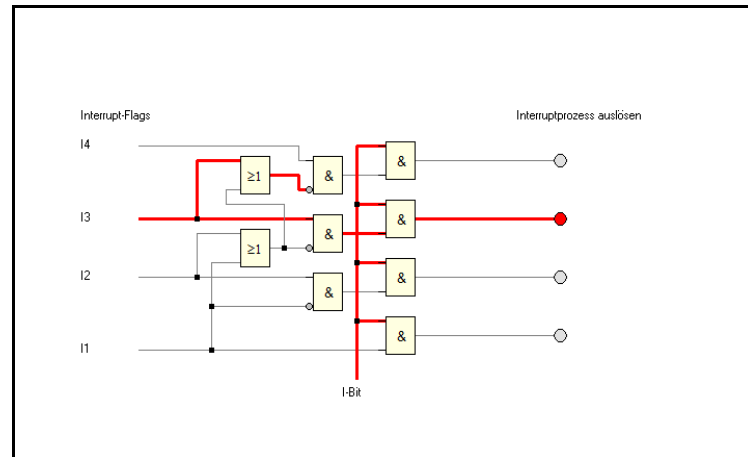 Interrupt-Flags
Interruptprozess auslösen
I4
&
&
≥1
I3
&
&
≥1
I2
&
&
I1
&
I-Bit